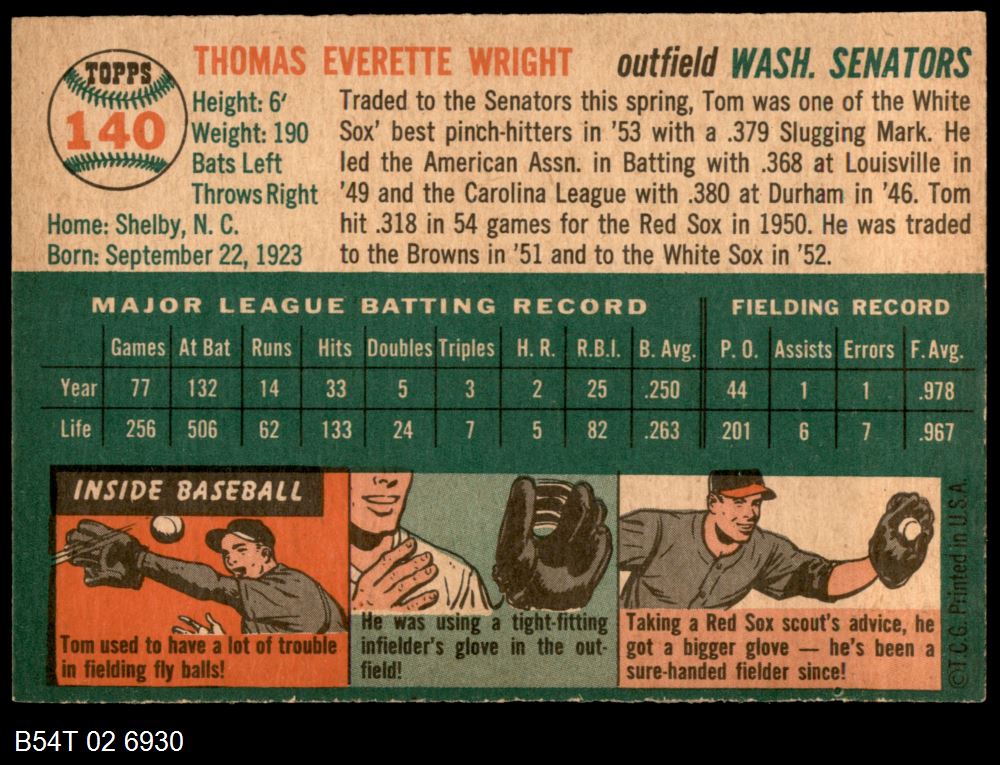 TOPPS
140
THOMAS EVERETTE WRIGHT outfield WASH. SENATORS
Height: 6'
Weight: 190
Bats Left
Throws Right
Home: Shelby, N. C.
Born: September 22, 1923
Traded to the Senators this spring, Tom was one of the White
Sox' best pinch-hitters in '53 with a .379 Slugging Mark. He
led the American Assn. in Batting with .368 at Louisville in
'49 and the Carolina League with .380 at Durham in '46. Tom
hit .318 in 54 games for the Red Sox in 1950. He was traded
to the Browns in '51 and to the White Sox in '52.
MAJOR LEAGUE BATTING RECORD FIELDING RECORD
Games At Bat Runs Hits Doubles Triples H. R. R.B.I. B. Avg. P. O. Assists Errors F. Avg.
Year 77 132 14 33 5 3 2 25 .250 44 1 1 .978
Life 256 506 62 133 24 7 5 82 .263 201 6 7 .967
INSIDE BASEBALL
Tom used to have a lot of trouble
in fielding fly balls!
He was using a tight-fitting
infielder's glove in the out-
field!
Taking a Red Sox scout's advice, he
got a bigger glove — he's been a
sure-handed fielder since!
© T.C.G. Printed in U.S.A.
B54T 02 6930